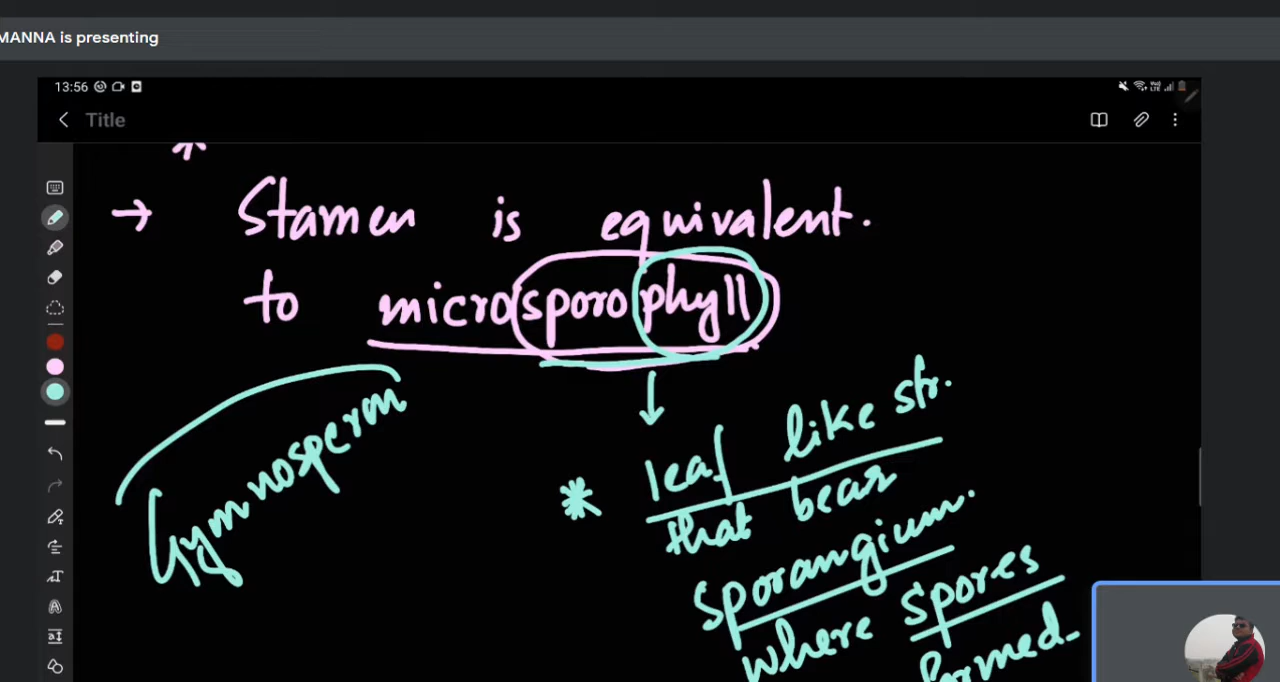 MANNA is presenting
13:56
Title
→ Stamen is equivalent.
to microsporophyll
Gymnosperm
* leaf like str.
that bear
sporangium.
where spores
formed